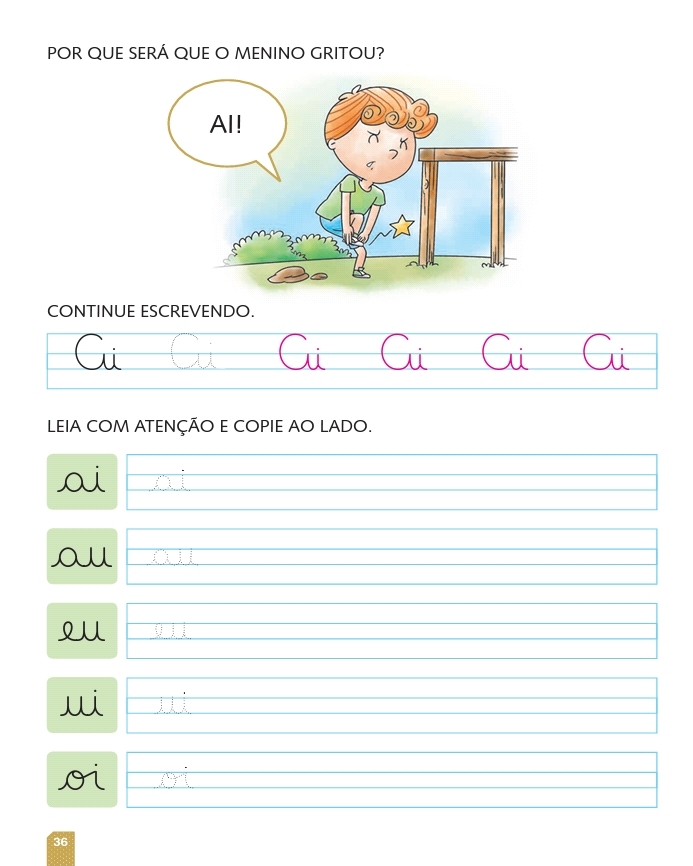 POR QUE SERÁ QUE O MENINO GRITOU?
AI!
CONTINUE ESCREVENDO.
Ai Ai Ai Ai Ai Ai
LEIA COM ATENÇÃO E COPIE AO LADO.
ai ai
au au
eu eu
ui ui
oi oi
36